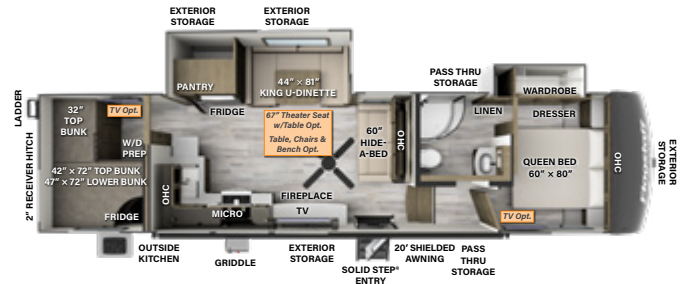 EXTERIOR
STORAGE
EXTERIOR
STORAGE
PASS THRU
STORAGE
PANTRY
44" × 81"
KING U-DINETTE
WARDROBE
LADDER
32"
TOP
BUNK
TV Opt.
FRIDGE
67" Theater Seat
w/Table Opt.
Table, Chairs &
Bench Opt.
60"
HIDE-
A-BED
OHC
LINEN
DRESSER
W/D
PREP
42" × 72" TOP BUNK
47" × 72" LOWER BUNK
QUEEN BED
60" × 80"
OHC
EXTERIOR
STORAGE
2" RECEIVER HITCH
OHC
FIREPLACE
FRIDGE
MICRO
TV
TV Opt.
OUTSIDE
KITCHEN
GRIDDLE
EXTERIOR
STORAGE
SOLID STEP®
ENTRY
20' SHIELDED
AWNING
PASS
THRU
STORAGE